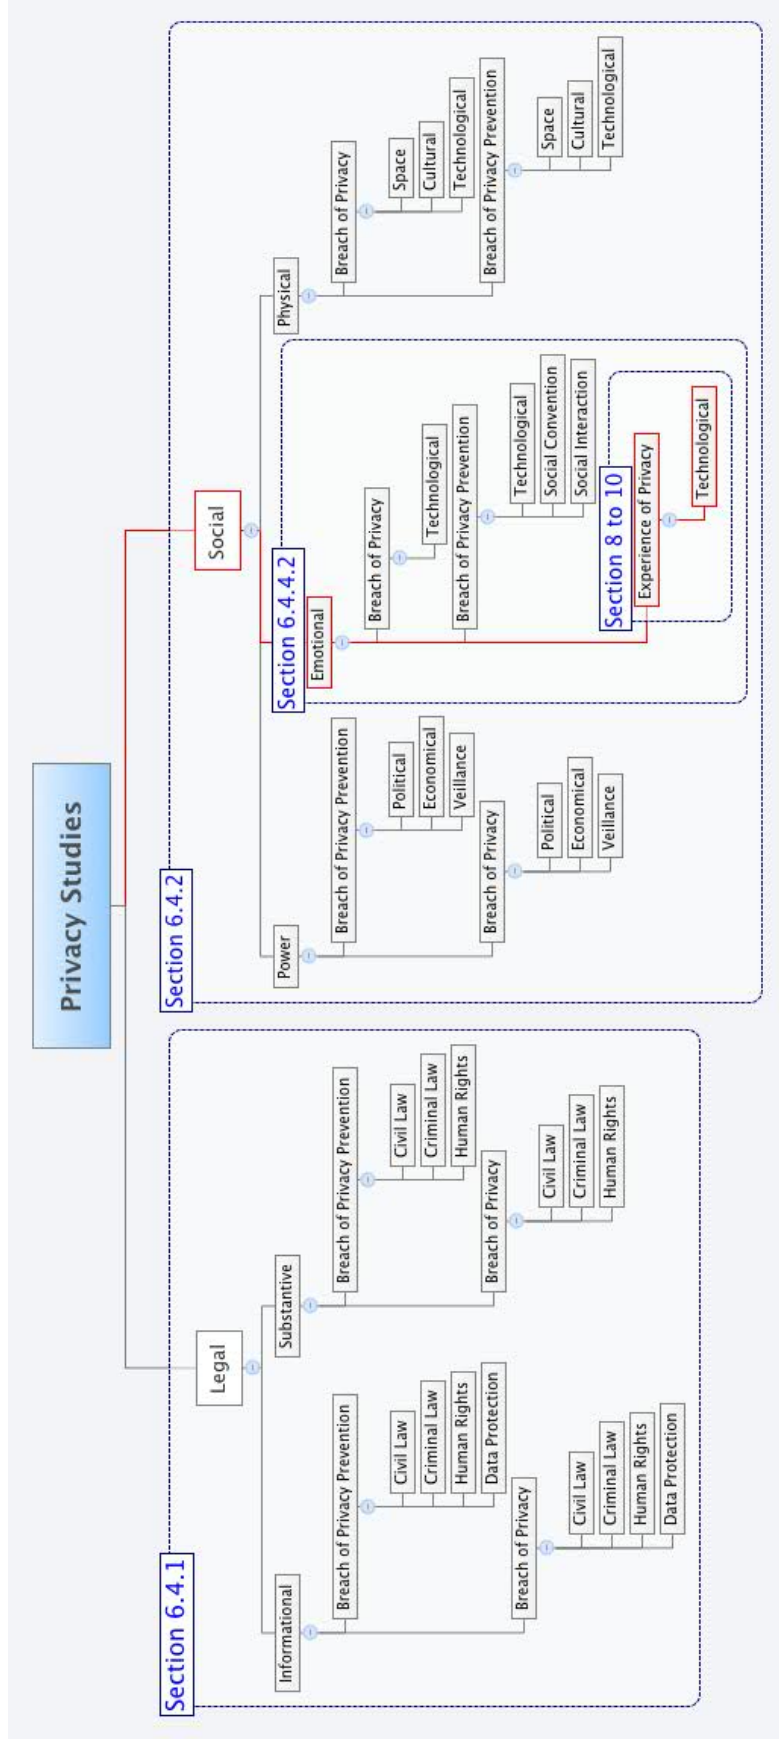 Privacy Studies
Section 6.4.1
Legal
Informational
Breach of Privacy Prevention
Civil Law
Criminal Law
Human Rights
Data Protection
Breach of Privacy
Civil Law
Criminal Law
Human Rights
Data Protection
Substantive
Breach of Privacy Prevention
Civil Law
Criminal Law
Human Rights
Breach of Privacy
Civil Law
Criminal Law
Human Rights
Section 6.4.2
Social
Power
Breach of Privacy Prevention
Political
Economical
Veillance
Breach of Privacy
Political
Economical
Veillance
Section 6.4.4.2
Emotional
Breach of Privacy
Technological
Breach of Privacy Prevention
Technological
Social Convention
Social Interaction
Section 8 to 10
Experience of Privacy
Technological
Physical
Breach of Privacy
Space
Cultural
Technological
Breach of Privacy Prevention
Space
Cultural
Technological